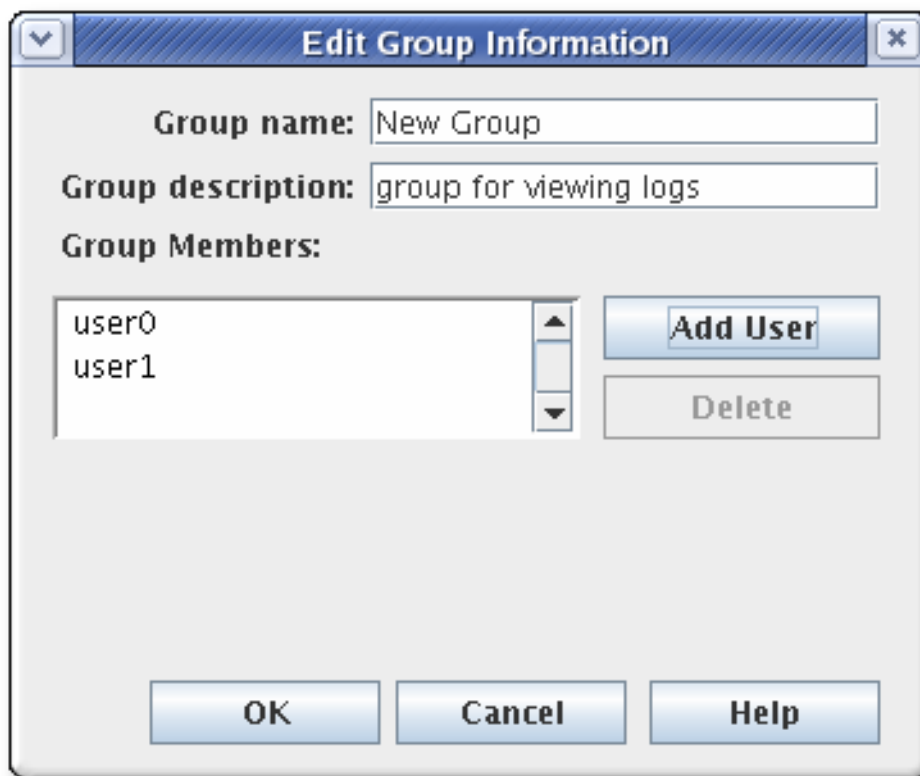 Edit Group Information
Group name: New Group
Group description: group for viewing logs
Group Members:
user0
user1
Add User
Delete
OK Cancel Help